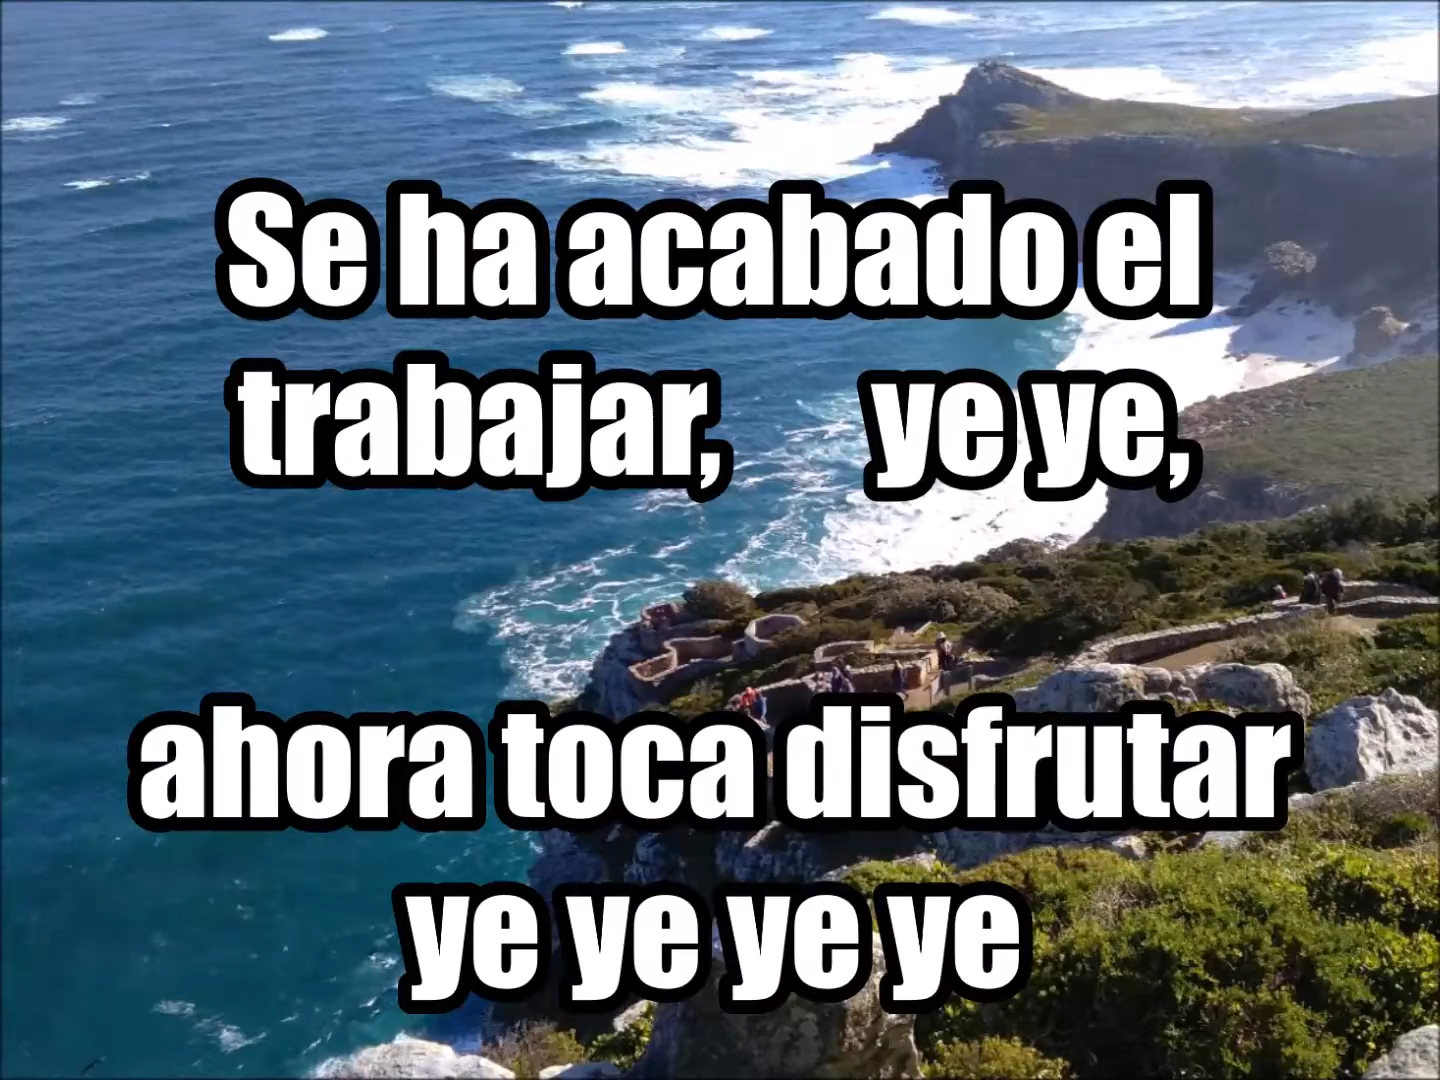 Se ha acabado el
trabajar, ye ye,
ahora toca disfrutar
ye ye ye ye